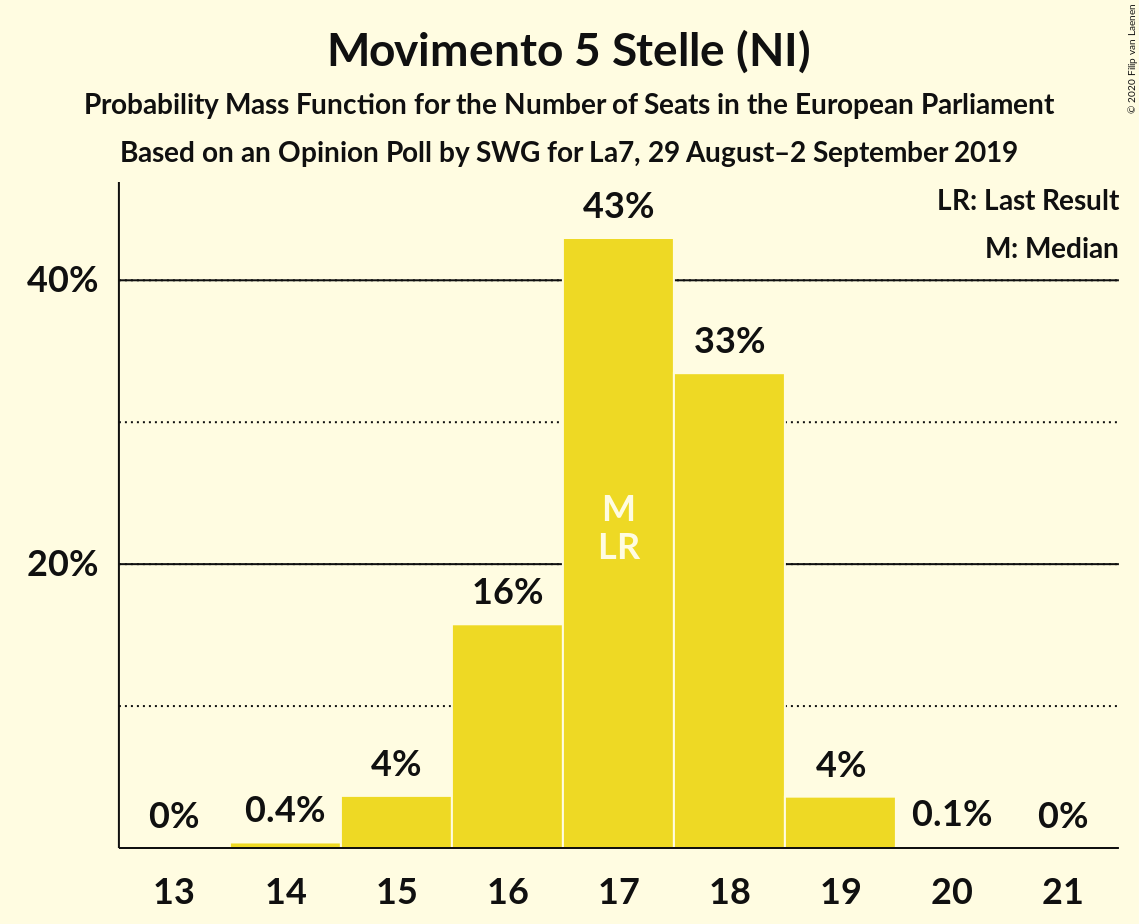 Movimento 5 Stelle (NI)
Probability Mass Function for the Number of Seats in the European Parliament
Based on an Opinion Poll by SWG for La7, 29 August–2 September 2019
© 2020 Filip van Laenen
LR: Last Result
M: Median
43%
40%
33%
M
LR
20%
16%
4%
4%
0%
0.4%
0.1%
0%
13 14 15 16 17 18 19 20 21